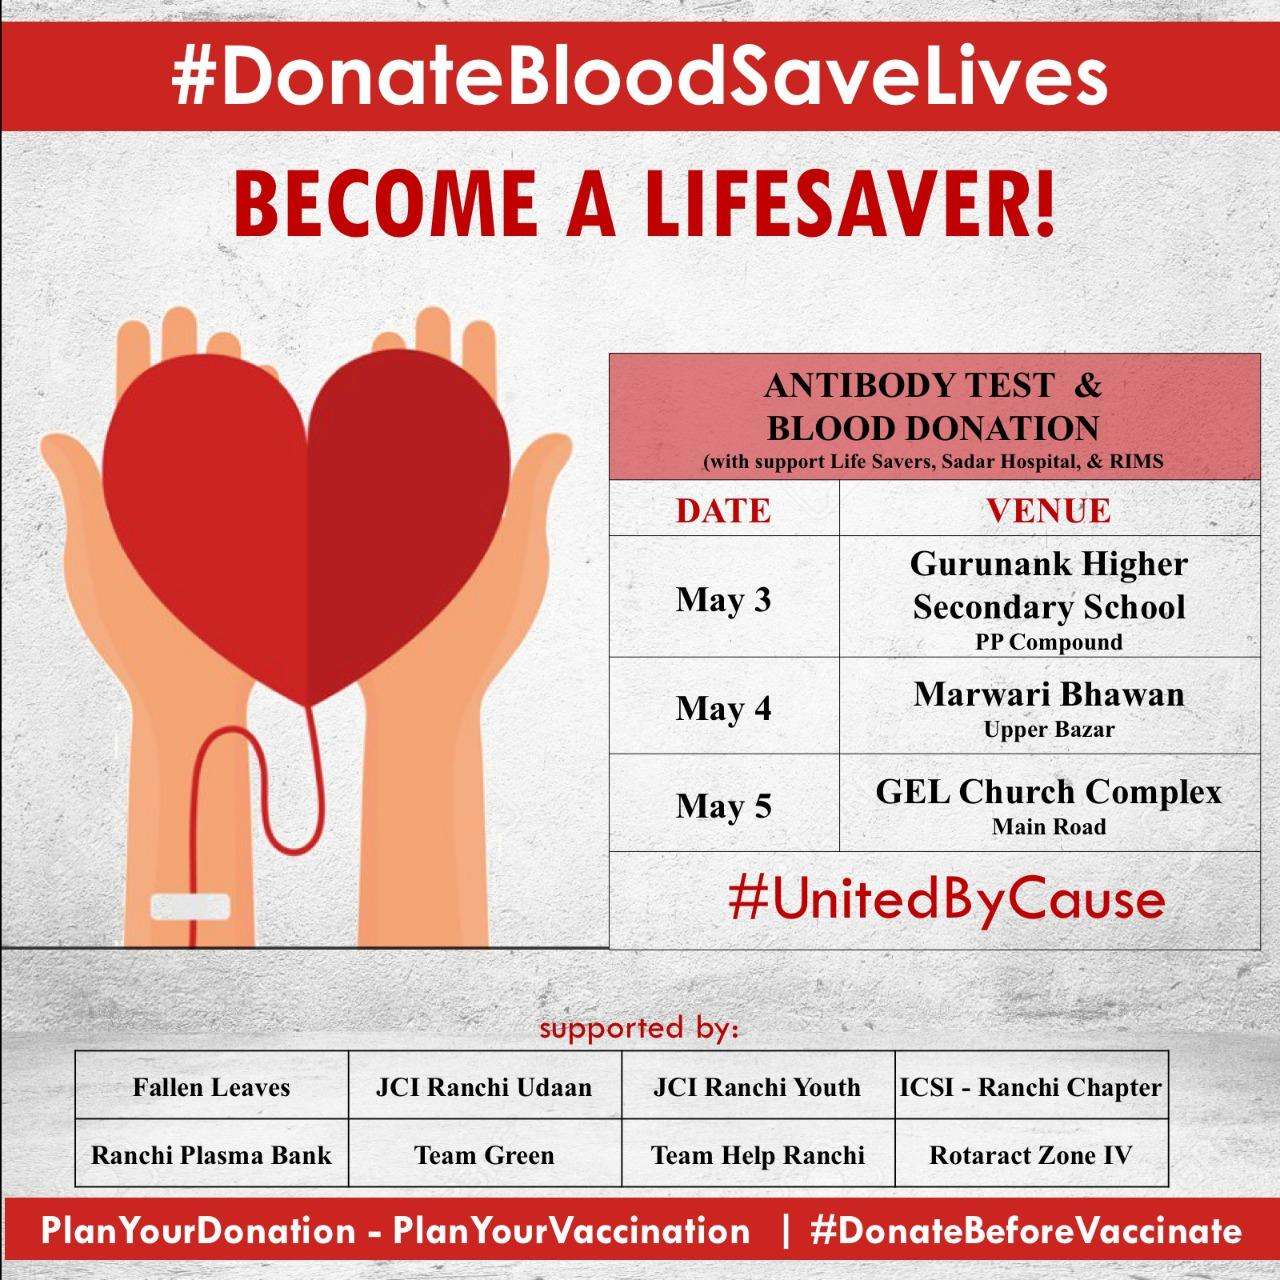 #DonateBloodSaveLives
BECOME A LIFESAVER!
ANTIBODY TEST &
BLOOD DONATION
(with support Life Savers, Sadar Hospital, & RIMS
DATE VENUE
May 3
Gurunank Higher
Secondary School
PP Compound
May 4
Marwari Bhawan
Upper Bazar
May 5
GEL Church Complex
Main Road
#UnitedByCause
supported by:
Fallen Leaves JCI Ranchi Udaan JCI Ranchi Youth ICSI - Ranchi Chapter
Ranchi Plasma Bank Team Green Team Help Ranchi Rotaract Zone IV
PlanYourDonation - PlanYourVaccination | #DonateBeforeVaccinate